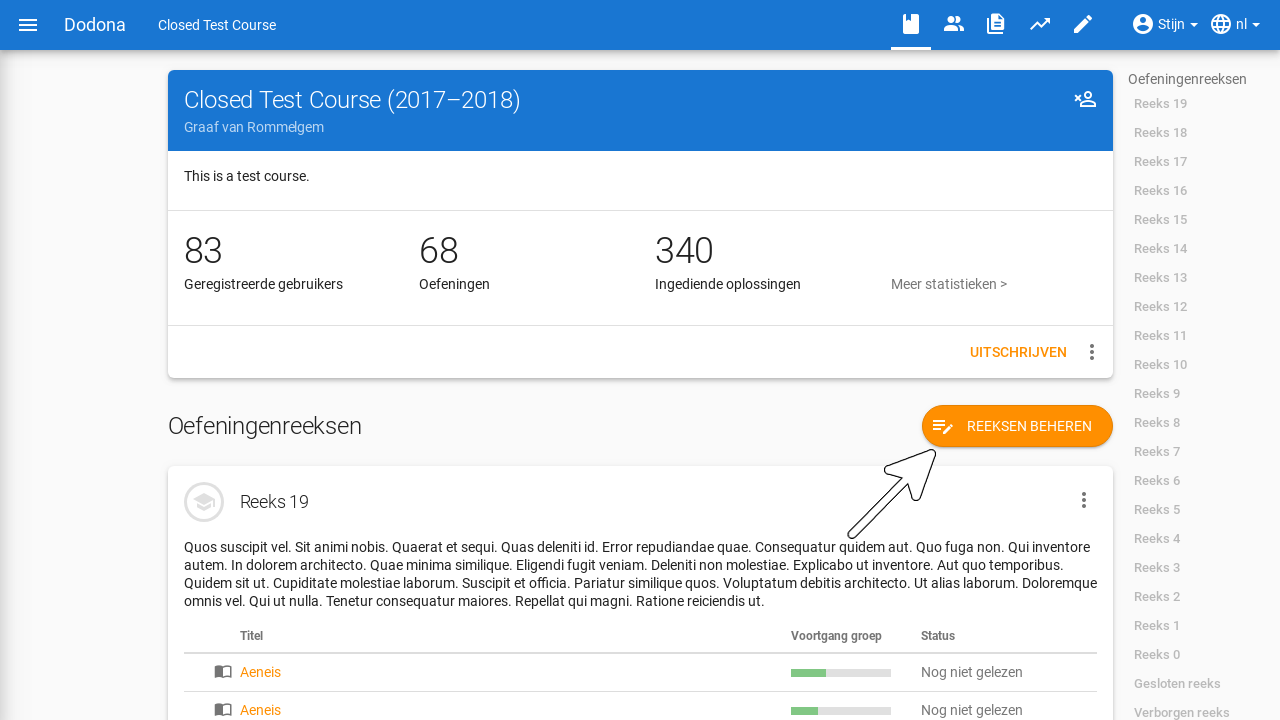 Dodona
Closed Test Course
Stijn
nl
Closed Test Course (2017–2018)
Graaf van Rommelgem
This is a test course.
83
68
340
Geregistreerde gebruikers
Oefeningen
Ingediende oplossingen
Meer statistieken >
UITSCHRIJVEN
Oefeningenreeksen
REEKSEN BEHEREN
Reeks 19
Quos suscipit vel. Sit animi nobis. Quaerat et sequi. Quas deleniti id. Error repudiandae quae. Consequatur quidem aut. Quo fuga non. Qui inventore
autem. In dolorem architecto. Quae minima similique. Eligendi fugit veniam. Deleniti non molestiae. Explicabo ut inventore. Aut quo temporibus.
Quidem sit ut. Cupiditate molestiae laborum. Suscipit et officia. Pariatur similique quos. Voluptatum debitis architecto. Ut alias laborum. Doloremque
omnis vel. Qui ut nulla. Tenetur consequatur maiores. Repellat qui magni. Ratione reiciendis ut.
Titel
Voortgang groep
Status
Aeneis
Nog niet gelezen
Aeneis
Nog niet gelezen
Oefeningenreeksen
Reeks 19
Reeks 18
Reeks 17
Reeks 16
Reeks 15
Reeks 14
Reeks 13
Reeks 12
Reeks 11
Reeks 10
Reeks 9
Reeks 8
Reeks 7
Reeks 6
Reeks 5
Reeks 4
Reeks 3
Reeks 2
Reeks 1
Reeks 0
Gesloten reeks
Verborgen reeks